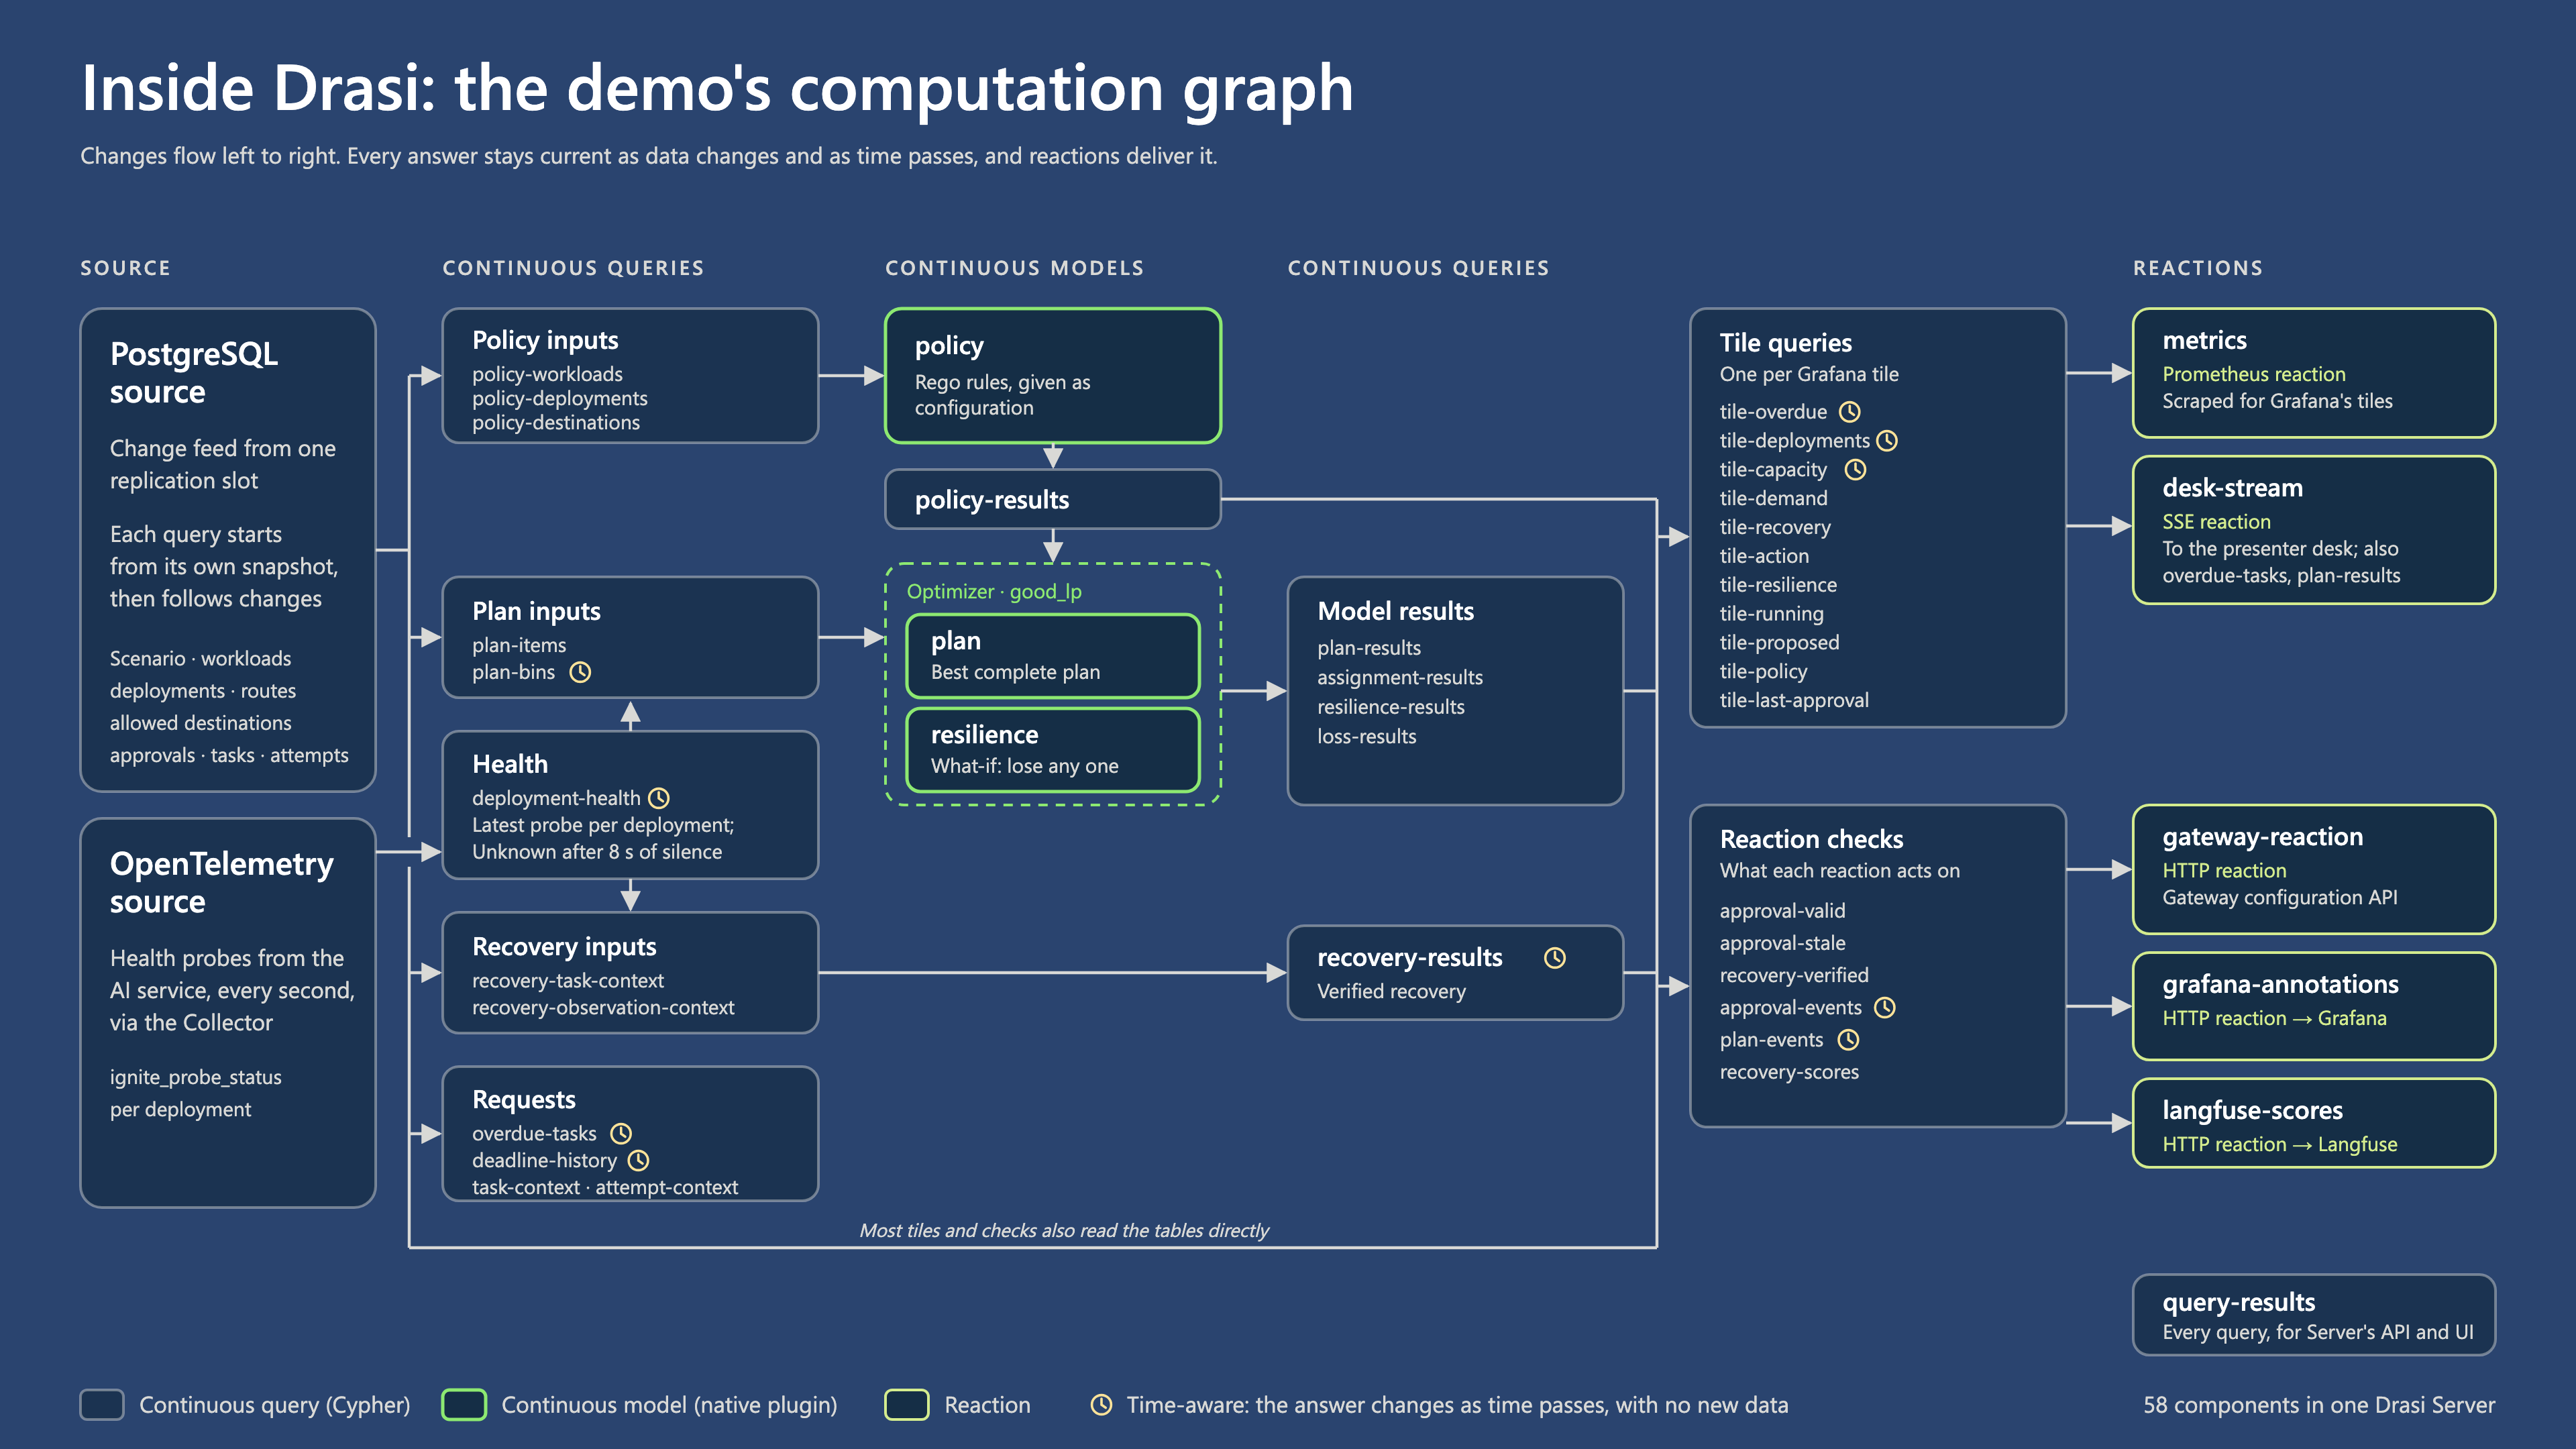 Inside Drasi: the demo's computation graph
Changes flow left to right. Every answer stays current as data changes and as time passes, and reactions deliver it.
SOURCE
CONTINUOUS QUERIES
CONTINUOUS MODELS
CONTINUOUS QUERIES
REACTIONS
PostgreSQL
source
Change feed from one
replication slot
Each query starts
from its own snapshot,
then follows changes
Scenario · workloads
deployments · routes
allowed destinations
approvals · tasks · attempts
OpenTelemetry
source
Health probes from the
AI service, every second,
via the Collector
ignite_probe_status
per deployment
Policy inputs
policy-workloads
policy-deployments
policy-destinations
Plan inputs
plan-items
plan-bins
Health
deployment-health
Latest probe per deployment;
Unknown after 8 s of silence
Recovery inputs
recovery-task-context
recovery-observation-context
Requests
overdue-tasks
deadline-history
task-context · attempt-context
policy
Rego rules, given as
configuration
policy-results
Optimizer · good_lp
plan
Best complete plan
resilience
What-if: lose any one
Model results
plan-results
assignment-results
resilience-results
loss-results
recovery-results
Verified recovery
Most tiles and checks also read the tables directly
Tile queries
One per Grafana tile
tile-overdue
tile-deployments
tile-capacity
tile-demand
tile-recovery
tile-action
tile-resilience
tile-running
tile-proposed
tile-policy
tile-last-approval
Reaction checks
What each reaction acts on
approval-valid
approval-stale
recovery-verified
approval-events
plan-events
recovery-scores
metrics
Prometheus reaction
Scraped for Grafana's tiles
desk-stream
SSE reaction
To the presenter desk; also
overdue-tasks, plan-results
gateway-reaction
HTTP reaction
Gateway configuration API
grafana-annotations
HTTP reaction → Grafana
langfuse-scores
HTTP reaction → Langfuse
query-results
Every query, for Server's API and UI
Continuous query (Cypher)
Continuous model (native plugin)
Reaction
Time-aware: the answer changes as time passes, with no new data
58 components in one Drasi Server